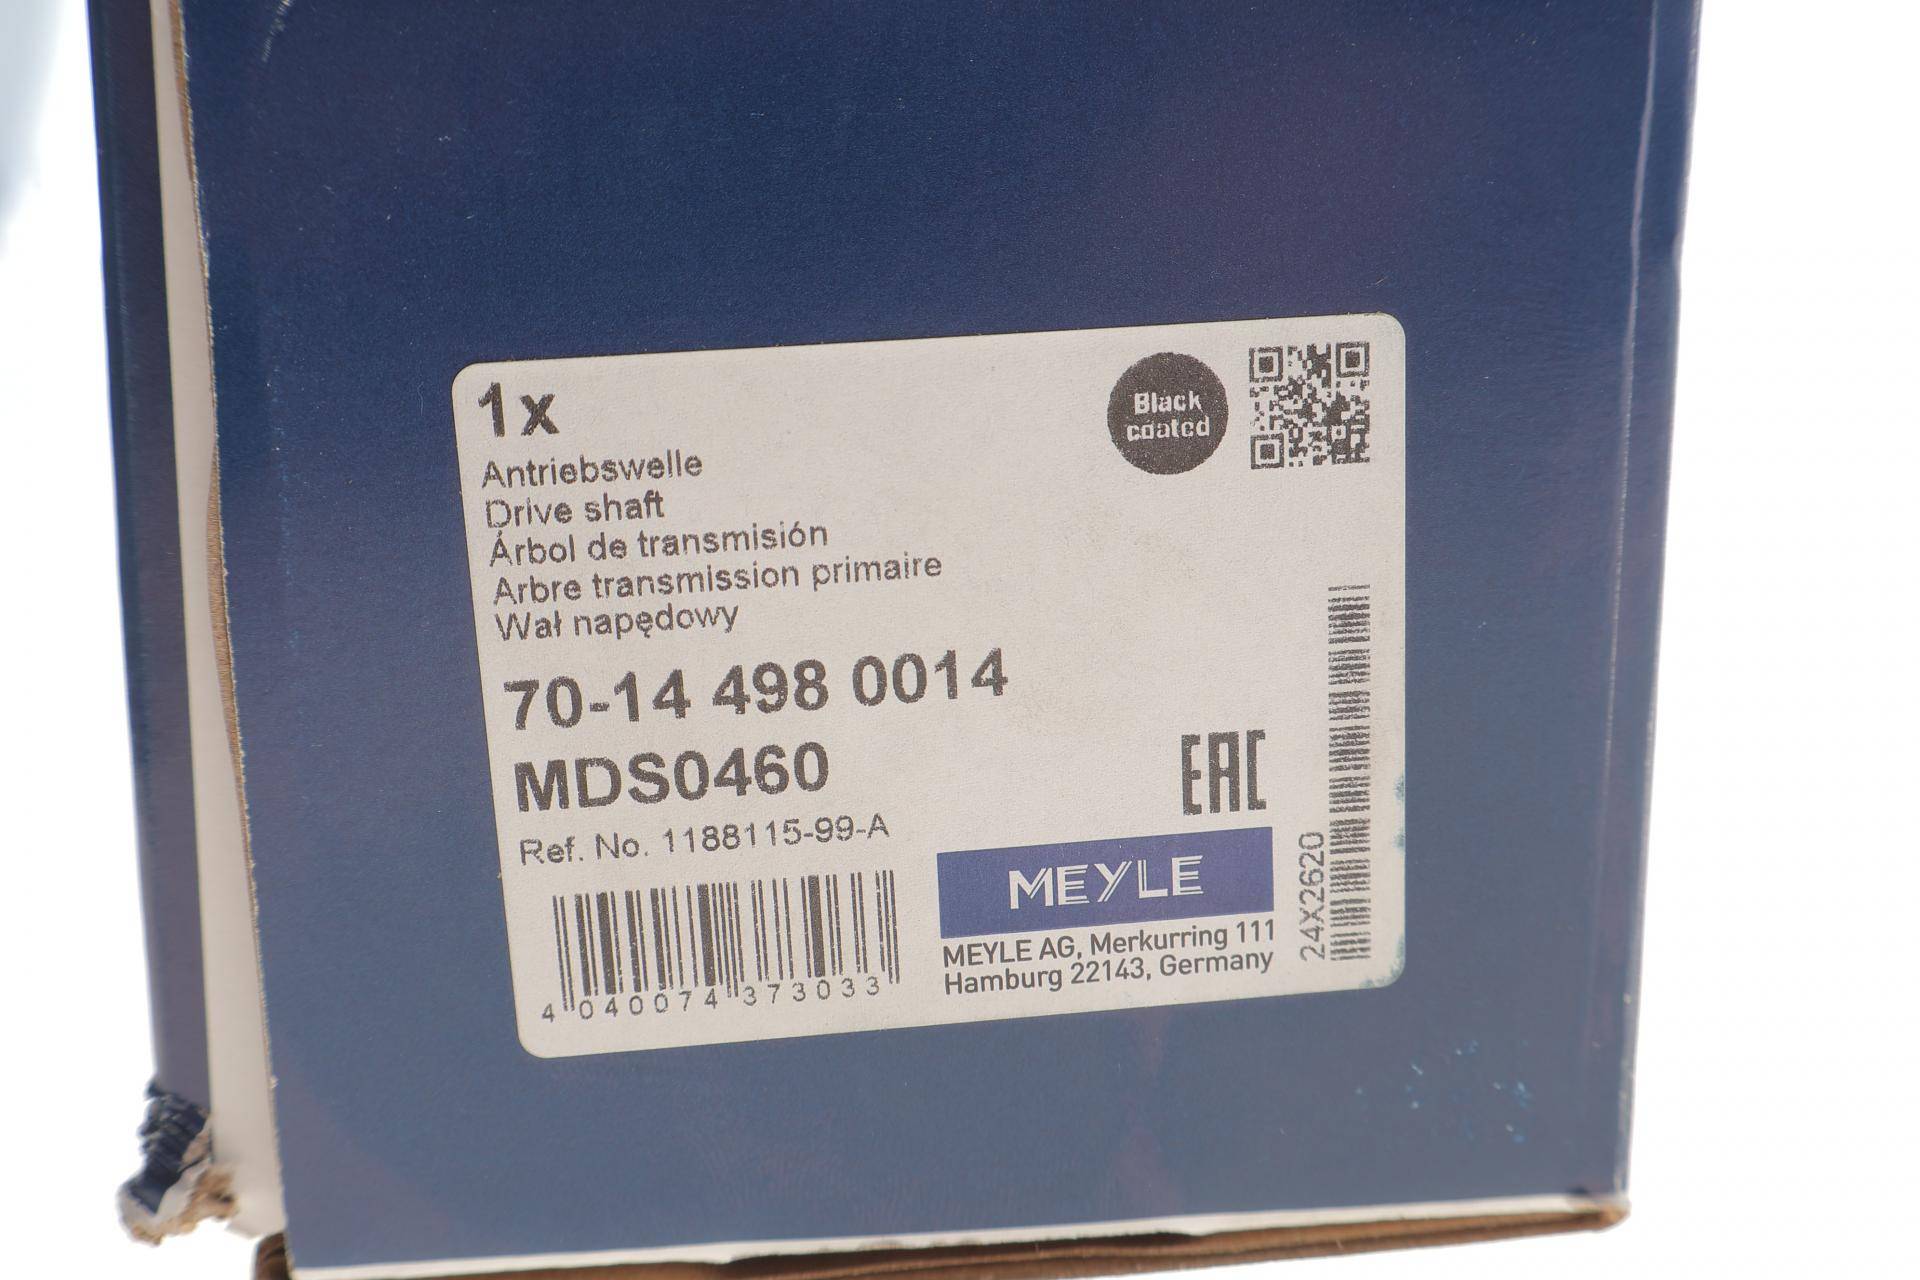 1x
Black
coated
Antriebswelle
Drive shaft
Árbol de transmisión
Arbre transmission primaire
Wał napędowy
70-14 498 0014
MDS0460
Ref. No. 1188115-99-A
EAC
MEYLE
MEYLE AG, Merkurring 111
Hamburg 22143, Germany
24X2620
4 040074 373033